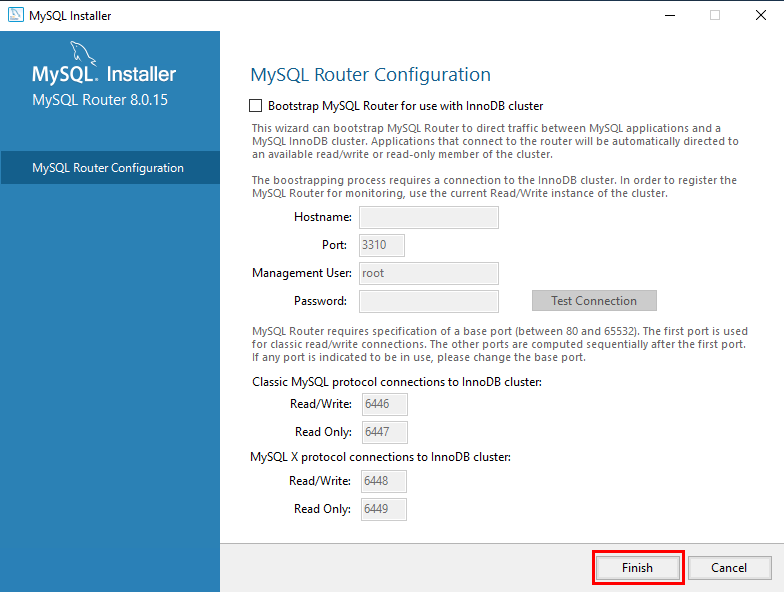 MySQL Installer
MySQL® Installer
MySQL Router 8.0.15
MySQL Router Configuration
MySQL Router Configuration
Bootstrap MySQL Router for use with InnoDB cluster
This wizard can bootstrap MySQL Router to direct traffic between MySQL applications and a
MySQL InnoDB cluster. Applications that connect to the router will be automatically directed to
an available read/write or read-only member of the cluster.
The boostrapping process requires a connection to the InnoDB cluster. In order to register the
MySQL Router for monitoring, use the current Read/Write instance of the cluster.
Hostname:
Port: 3310
Management User: root
Password:
Test Connection
MySQL Router requires specification of a base port (between 80 and 65532). The first port is used
for classic read/write connections. The other ports are computed sequentially after the first port.
If any port is indicated to be in use, please change the base port.
Classic MySQL protocol connections to InnoDB cluster:
Read/Write: 6446
Read Only: 6447
MySQL X protocol connections to InnoDB cluster:
Read/Write: 6448
Read Only: 6449
Finish
Cancel